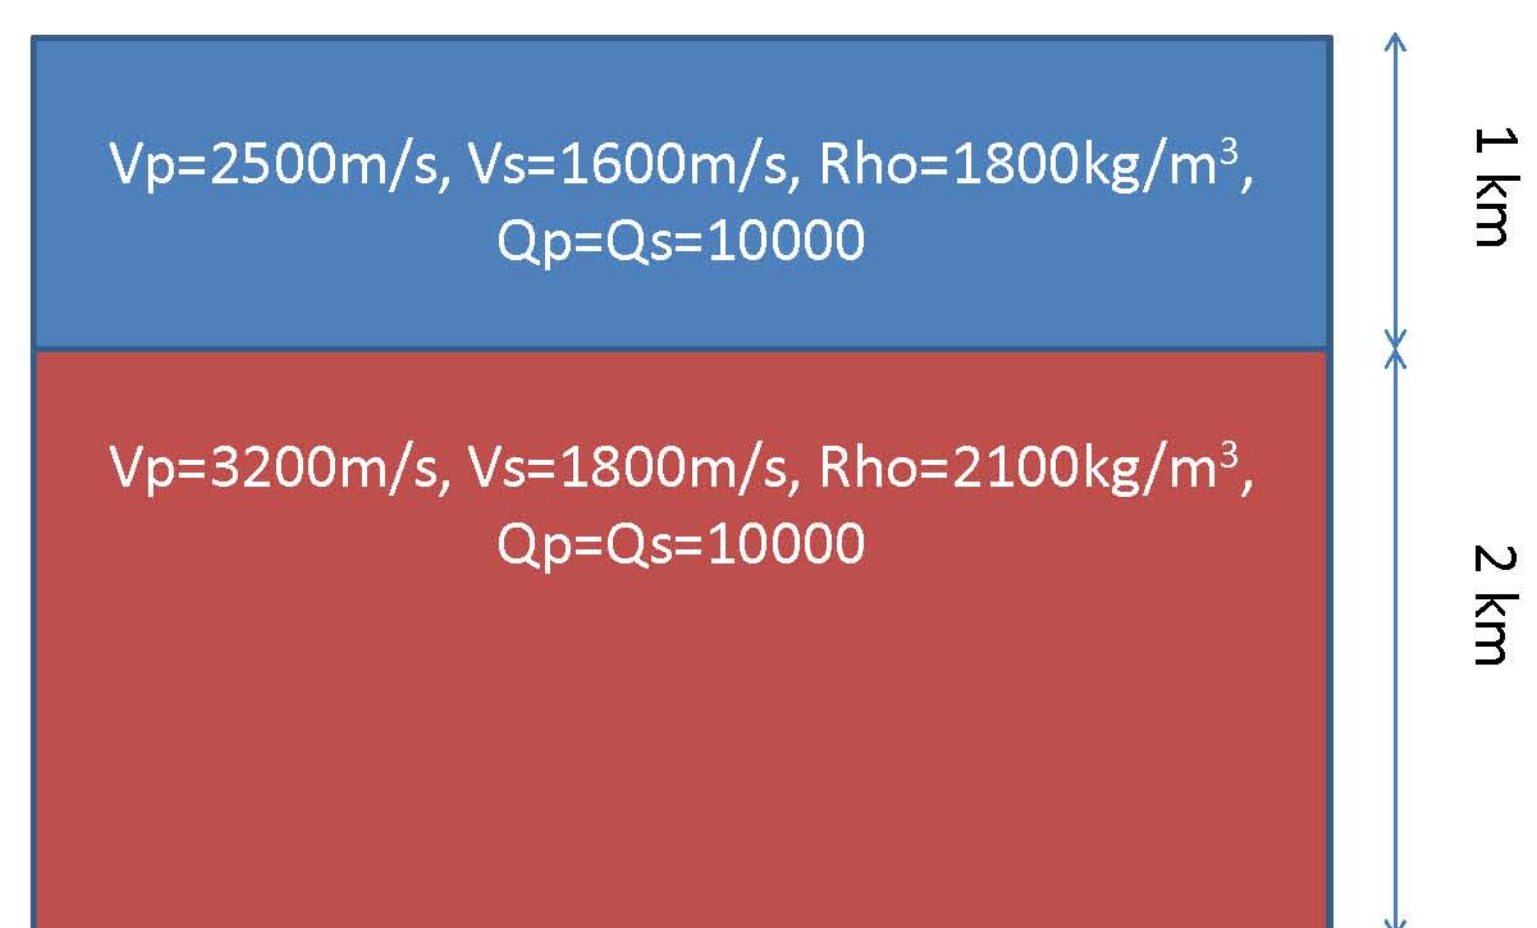 Vp=2500m/s, Vs=1600m/s, Rho=1800kg/m³,
Qp=Qs=10000
1 km
Vp=3200m/s, Vs=1800m/s, Rho=2100kg/m³,
Qp=Qs=10000
2 km